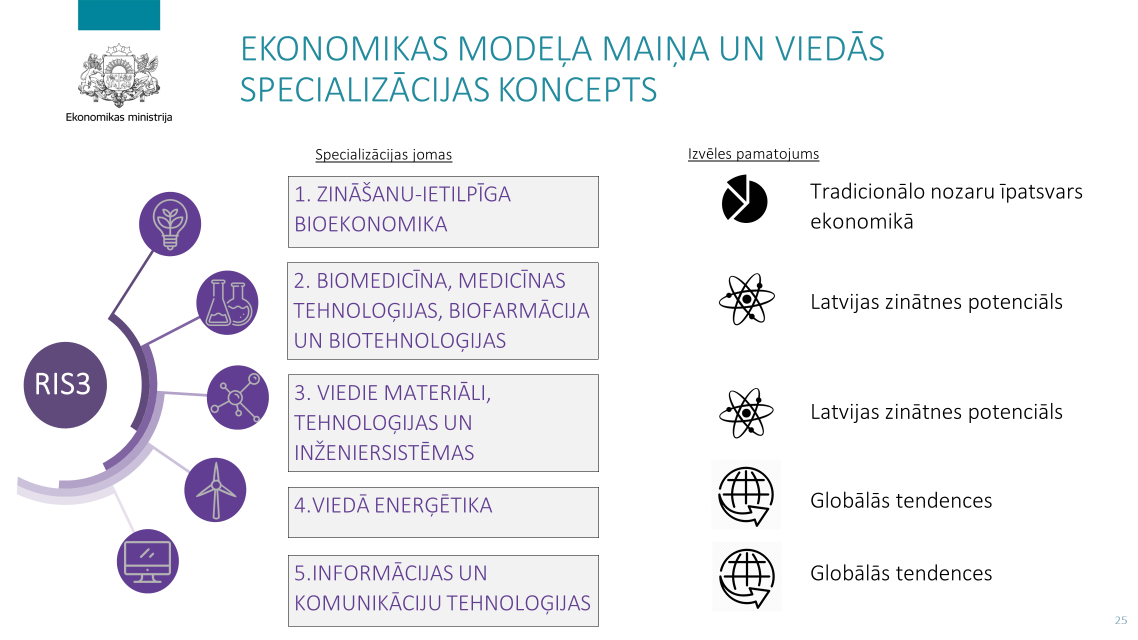 EKONOMIKAS MODEĻA MAIŅA UN VIEDĀS
SPECIALIZĀCIJAS KONCEPTS
Ekonomikas ministrija
Specializācijas jomas
Izvēles pamatojums
1. ZINĀŠANU-IETILPĪGA
BIOEKONOMIKA
Tradicionālo nozaru īpatsvars
ekonomikā
2. BIOMEDICĪNA, MEDICĪNAS
TEHNOLOĢIJAS, BIOFARMĀCIJA
UN BIOTEHNOLOĢIJAS
Latvijas zinātnes potenciāls
RIS3
3. VIEDIE MATERIĀLI,
TEHNOLOĢIJAS UN
INŽENIERSISTĒMAS
Latvijas zinātnes potenciāls
4.VIEDĀ ENERĢĒTIKA
Globālās tendences
5.INFORMĀCIJAS UN
KOMUNIKĀCIJU TEHNOLOĢIJAS
Globālās tendences
25